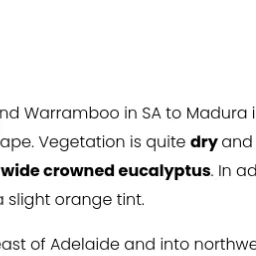 nd Warramboo in SA to Madura i
ape. Vegetation is quite dry and
wide crowned eucalyptus. In ad
slight orange tint.
east of Adelaide and into northwe